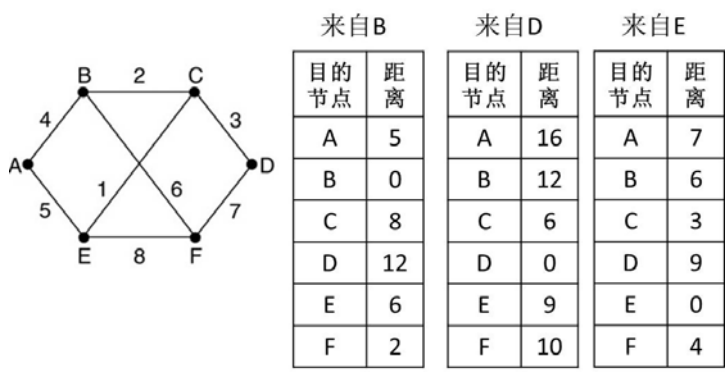 来自B
来自D
来自E
B 2 C
4 3
A D
1 6
5 7
E 8 F
目的节点 距离
A 5
B 0
C 8
D 12
E 6
F 2
目的节点 距离
A 16
B 12
C 6
D 0
E 9
F 10
目的节点 距离
A 7
B 6
C 3
D 9
E 0
F 4